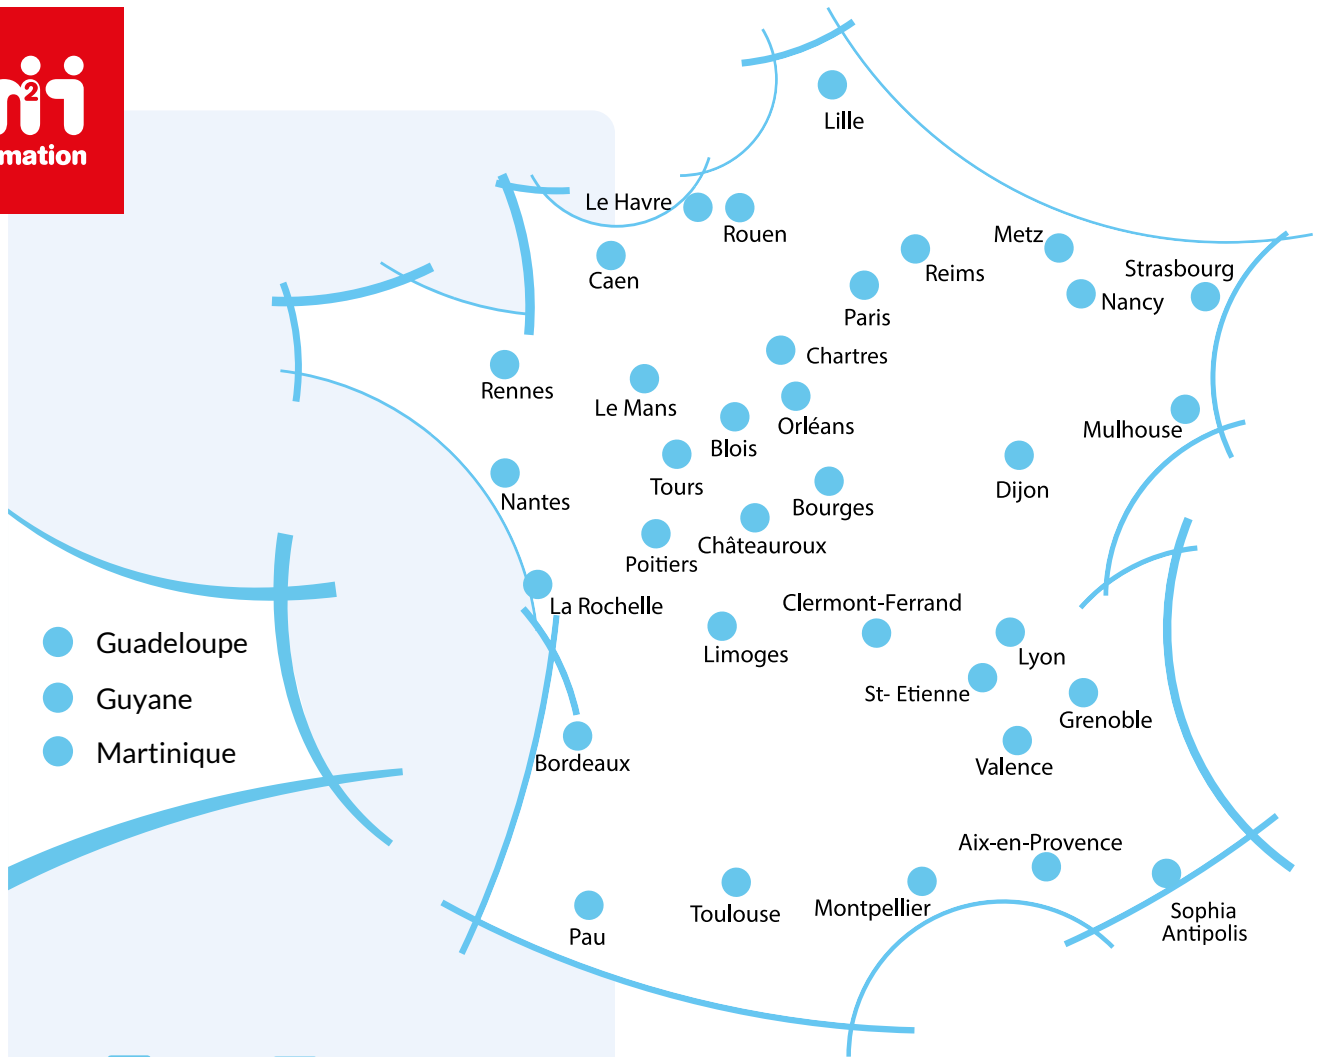 m2i
mation
Lille
Le Havre
Rouen
Caen
Metz
Reims
Strasbourg
Nancy
Paris
Chartres
Rennes
Le Mans
Orléans
Blois
Mulhouse
Tours
Dijon
Nantes
Bourges
Châteauroux
Poitiers
La Rochelle
Clermont-Ferrand
Limoges
Lyon
St- Etienne
Grenoble
Valence
Bordeaux
Guadeloupe
Guyane
Martinique
Aix-en-Provence
Toulouse
Montpellier
Pau
Sophia
Antipolis